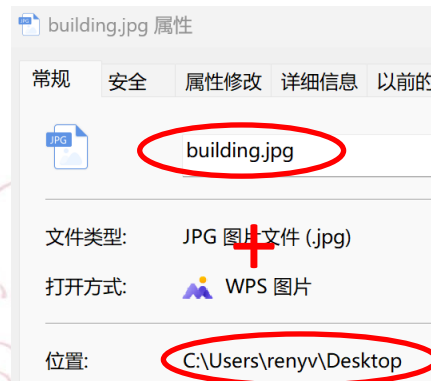 JPG building.jpg 属性
常规 安全 属性修改 详细信息 以前的
JPG building.jpg
文件类型: JPG 图片文件 (.jpg)
打开方式: WPS 图片
位置: C:\Users\renyv\Desktop